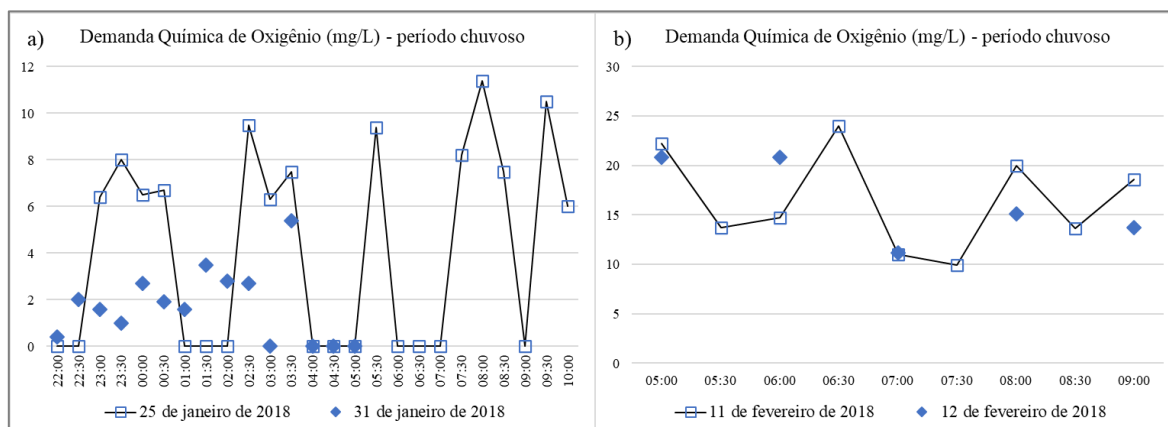 a) Demanda Química de Oxigênio (mg/L) - período chuvoso
12
10
8
6
4
2
0
22:00 22:30 23:00 23:30 00:00 00:30 01:00 01:30 02:00 02:30 03:00 03:30 04:00 04:30 05:00 05:30 06:00 06:30 07:00 07:30 08:00 08:30 09:00 09:30 10:00
25 de janeiro de 2018 31 de janeiro de 2018
b) Demanda Química de Oxigênio (mg/L) - período chuvoso
30
25
20
15
10
5
0
05:00 05:30 06:00 06:30 07:00 07:30 08:00 08:30 09:00
11 de fevereiro de 2018 12 de fevereiro de 2018